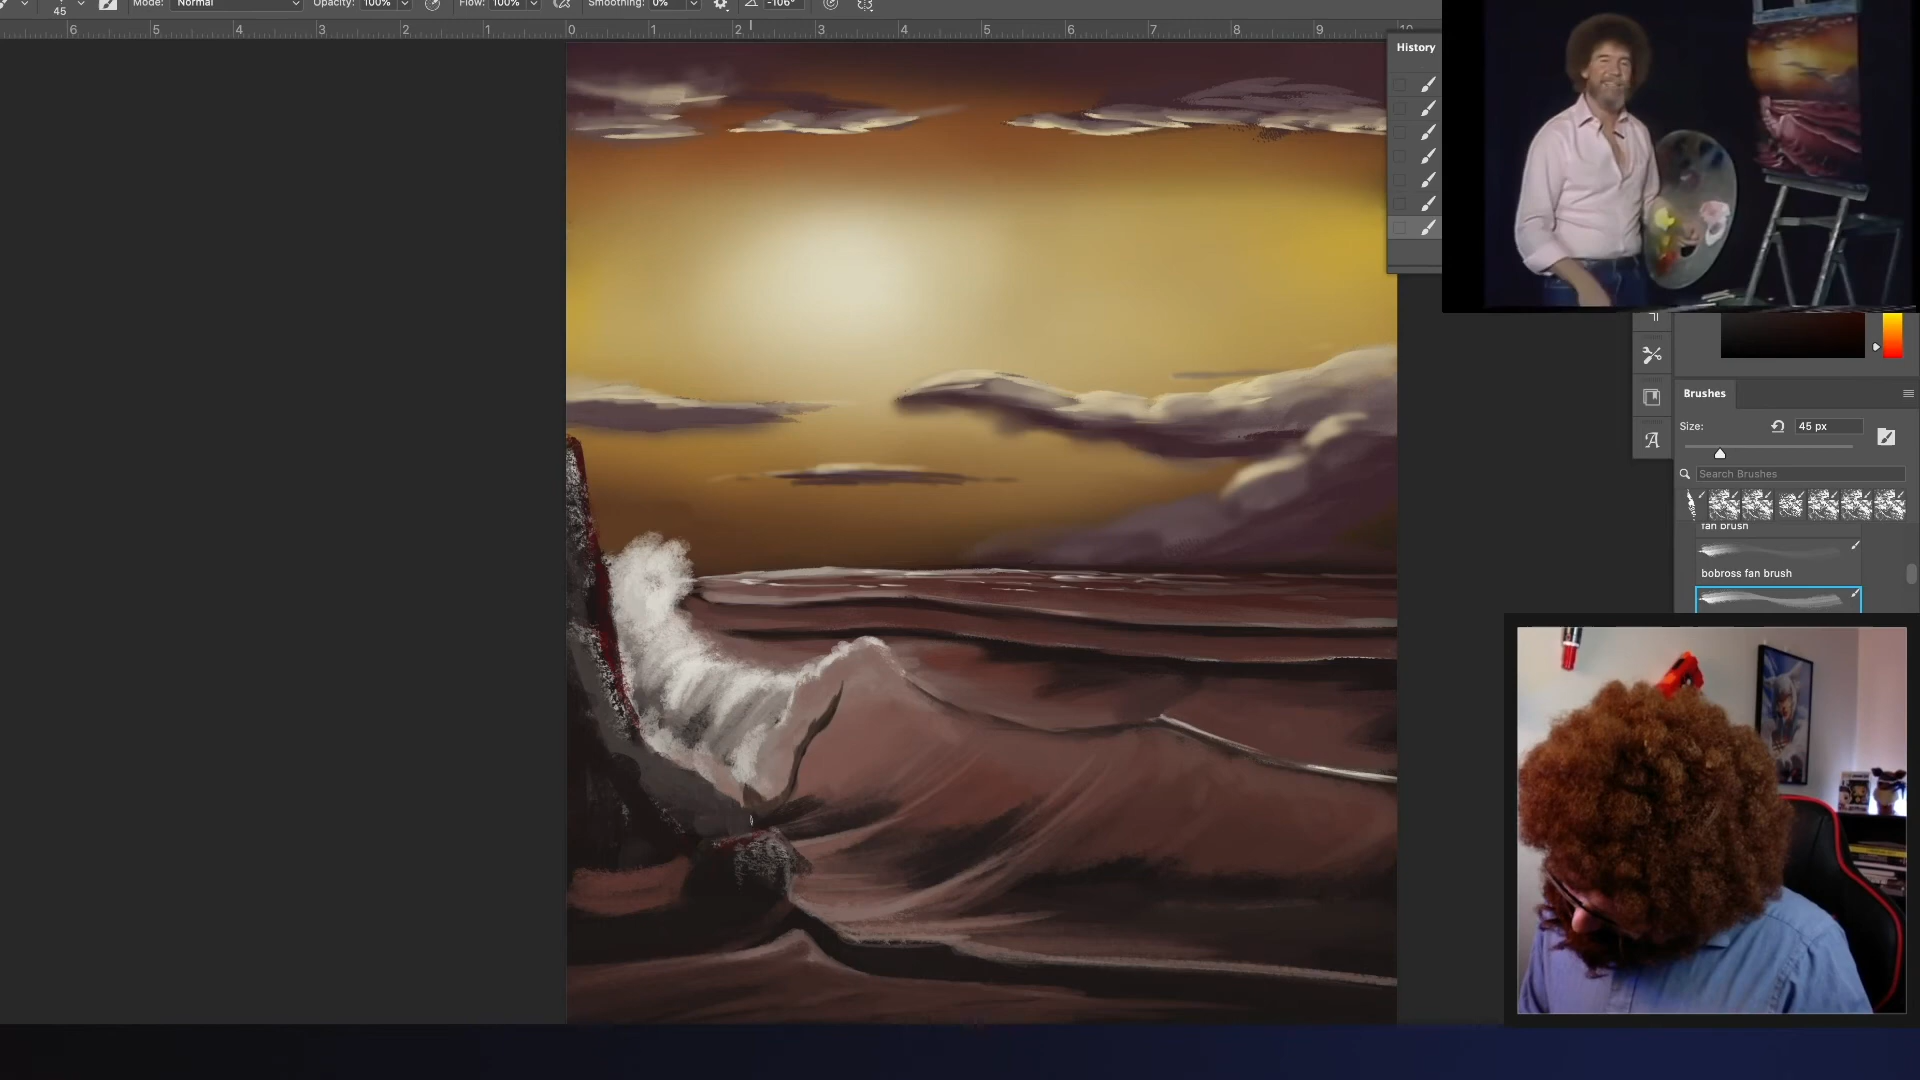 45
Mode: Normal
Opacity: 100%
Flow: 100%
Smoothing: 0%
-106°
6 5 4 3 2 1 0 1 2 3 4 5 6 7 8 9 10
History
Brushes
Size:
45 px
Search Brushes
fan brush
bobross fan brush